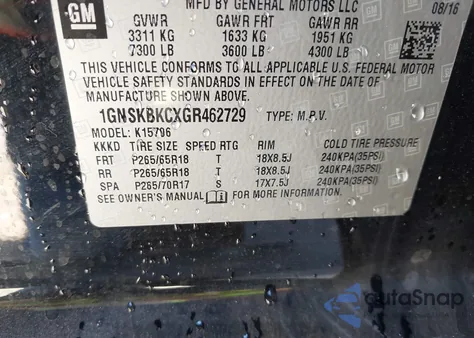 GM
MFD BY GENERAL MOTORS LLC
08/16
GVWR GAWR FRT GAWR RR
3311 KG 1633 KG 1951 KG
7300 LB 3600 LB 4300 LB
THIS VEHICLE CONFORMS TO ALL APPLICABLE U.S. FEDERAL MOTOR
VEHICLE SAFETY STANDARDS IN EFFECT ON THE DATE OF
MANUFACTURE SHOWN ABOVE.
1GNSKBKCXGR462729 TYPE: M.P.V.
K15706
KKKD TIRE SIZE SPEED RTG RIM COLD TIRE PRESSURE
FRT P265/65R18 T 18X8.5J 240KPA(35PSI)
RR P265/65R18 T 18X8.5J 240KPA(35PSI)
SPA P265/70R17 S 17X7.5J 240KPA(35PSI)
SEE OWNER'S MANUAL FOR MORE INFORMATION.
autaSnap